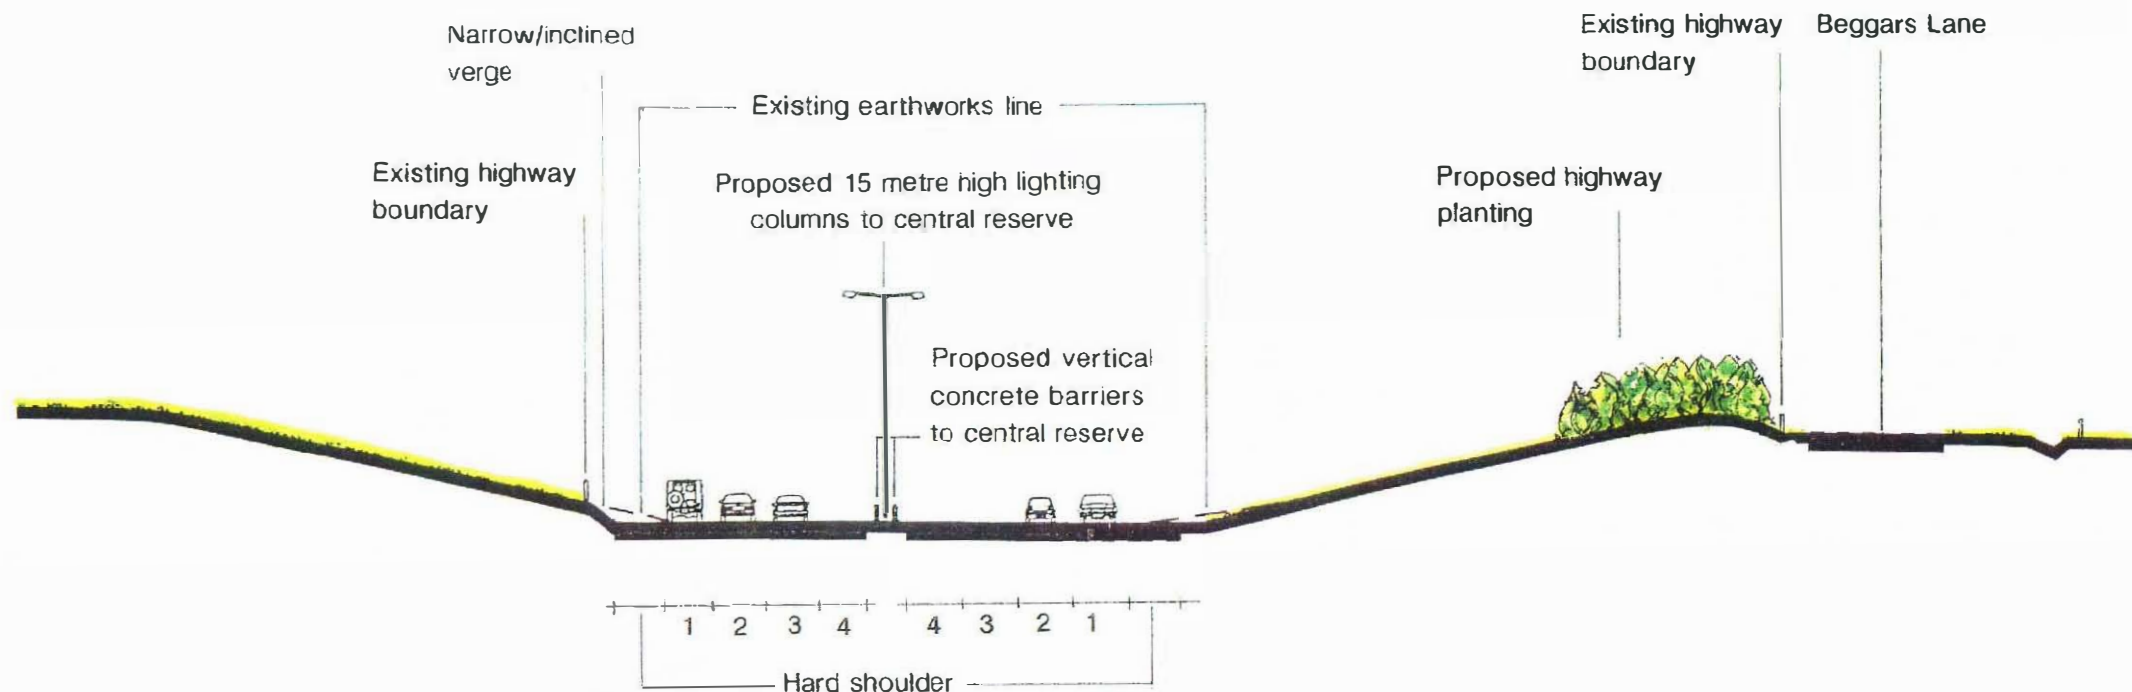 Narrow/inclined
verge
Existing highway
boundary
Existing earthworks line
Proposed 15 metre high lighting
columns to central reserve
Proposed vertical
concrete barriers
to central reserve
Proposed highway
planting
Existing highway
boundary
Beggars Lane
1 2 3 4 4 3 2 1
Hard shoulder